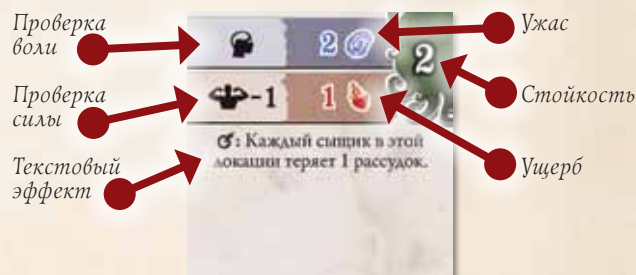 Проверка
воли
2
Ужас
2
Проверка
силы
-1
1
Стойкость
Текстовый
эффект
: Каждый сыщик в этой
локации теряет 1 рассудок.
Ущерб